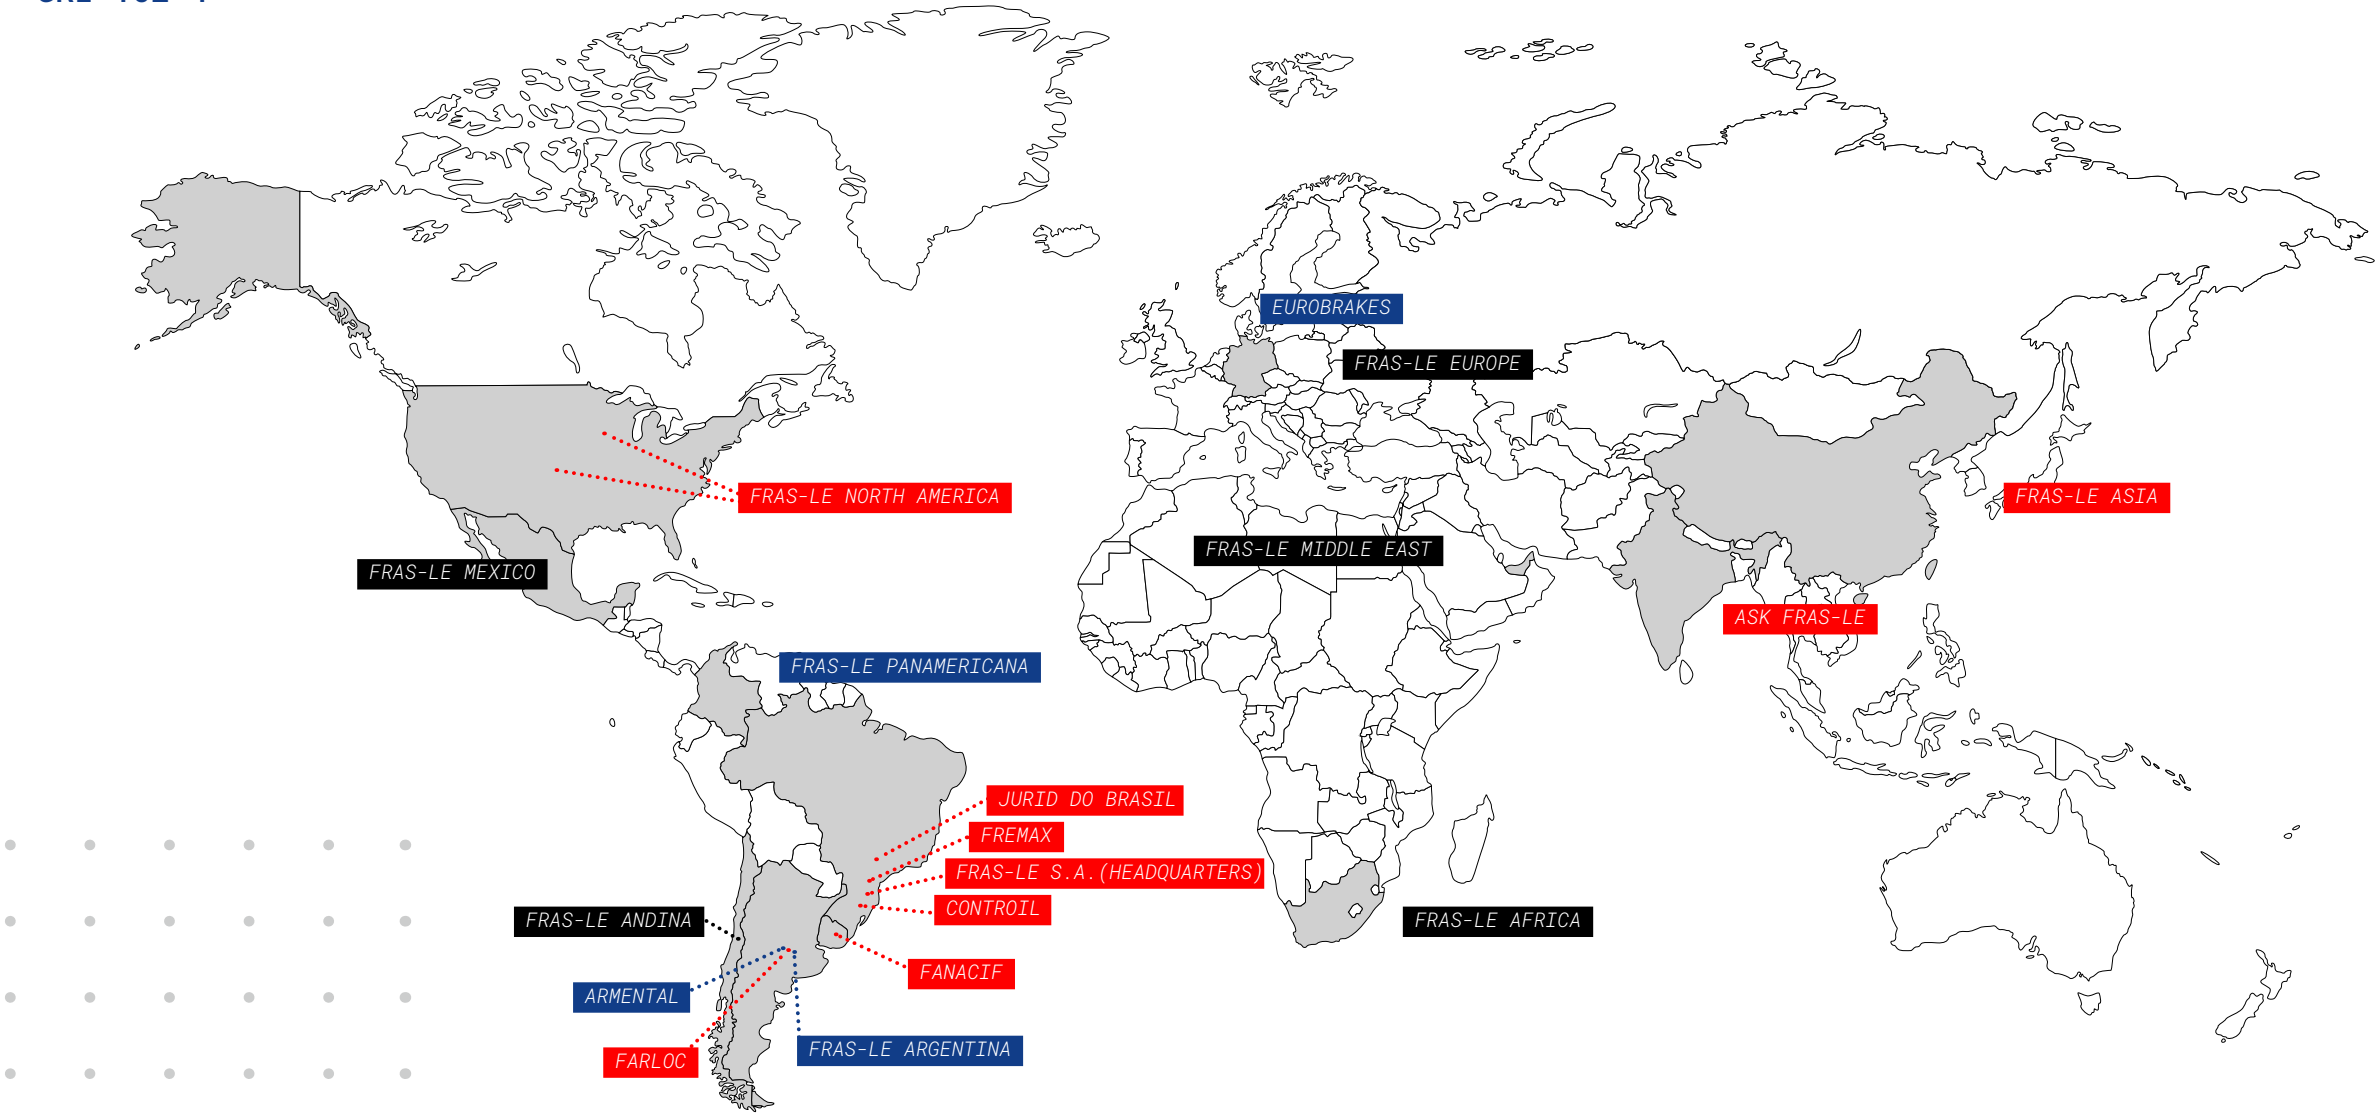 EUROBRAKES
FRAS-LE EUROPE
FRAS-LE NORTH AMERICA
FRAS-LE ASIA
FRAS-LE MIDDLE EAST
FRAS-LE MEXICO
ASK FRAS-LE
FRAS-LE PANAMERICANA
JURID DO BRASIL
FREMAX
FRAS-LE S.A.(HEADQUARTERS)
CONTROIL
FRAS-LE ANDINA
FRAS-LE AFRICA
FANACIF
ARMENTAL
FRAS-LE ARGENTINA
FARLOC